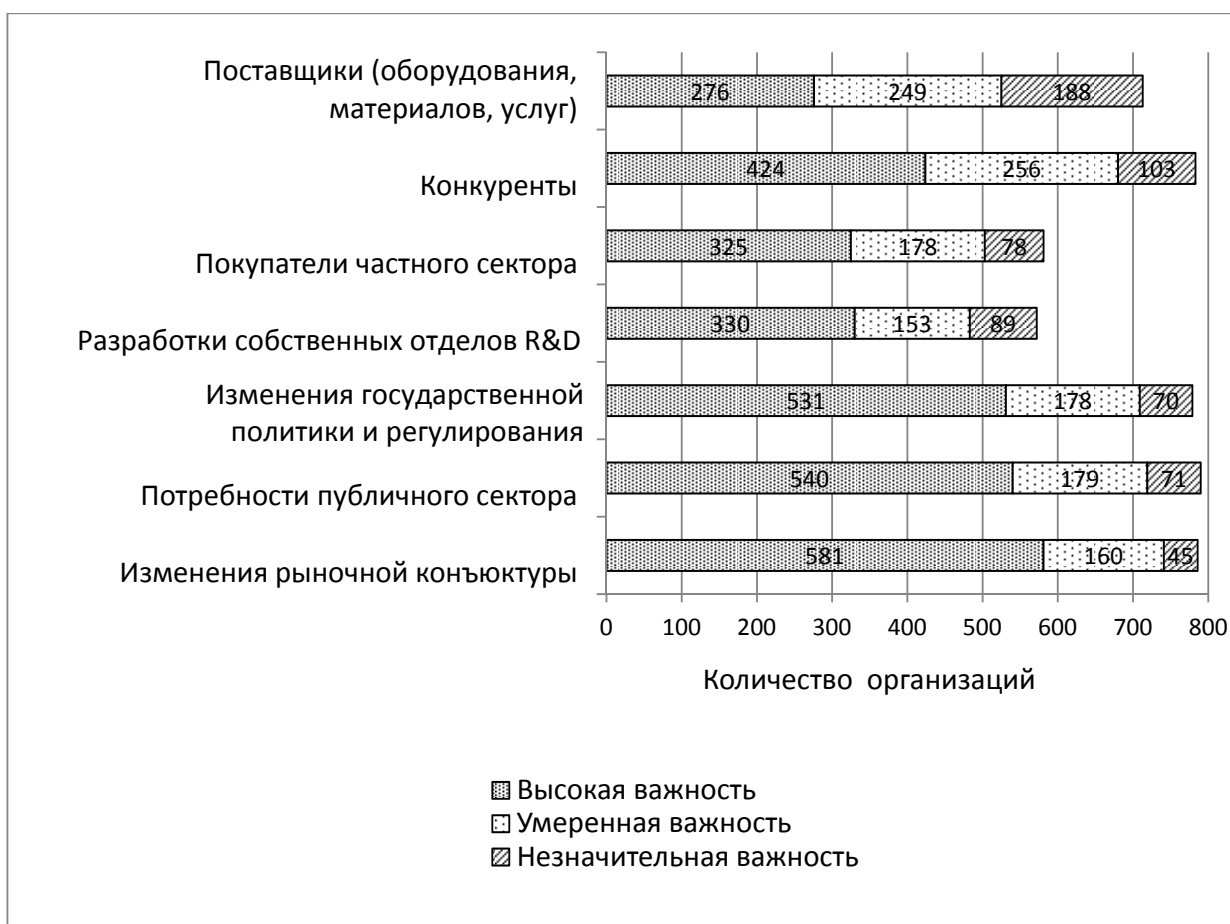 Поставщики (оборудования,
материалов, услуг)
276 249 188
Конкуренты
424 256 103
Покупатели частного сектора
325 178 78
Разработки собственных отделов R&D
330 153 89
Изменения государственной
политики и регулирования
531 178 70
Потребности публичного сектора
540 179 71
Изменения рыночной конъюктуры
581 160 45
0 100 200 300 400 500 600 700 800
Количество организаций
Высокая важность
Умеренная важность
Незначительная важность